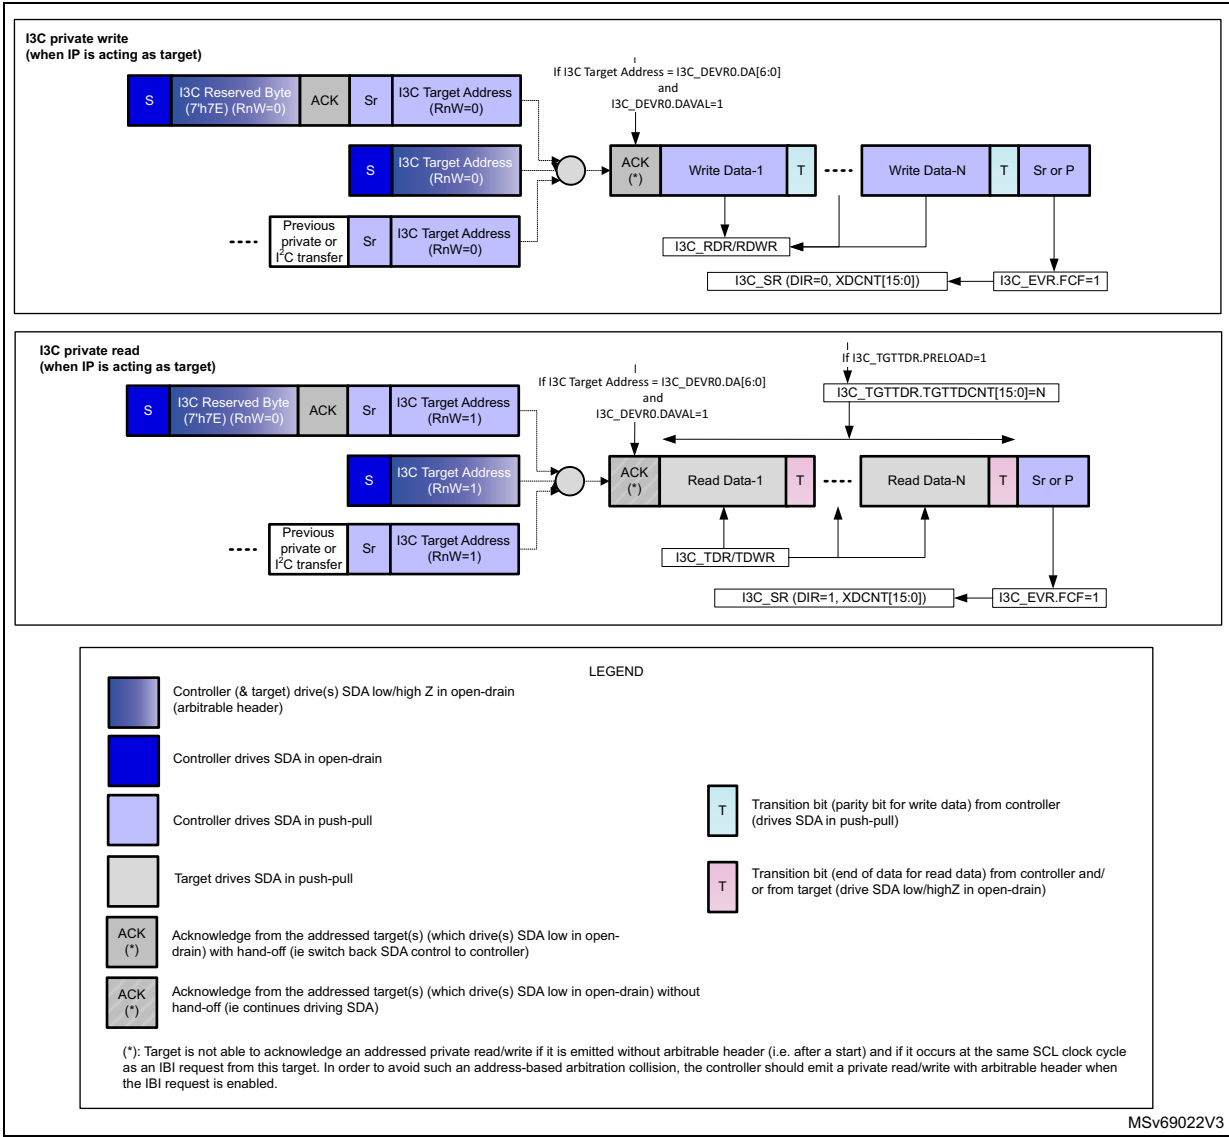 I3C private write
(when IP is acting as target)
If I3C Target Address = I3C_DEVR0.DA[6:0]
and
I3C_DEVR0.DAVAL=1
S
I3C Reserved Byte
(7'h7E) (RnW=0)
ACK
Sr
I3C Target Address
(RnW=0)
S
I3C Target Address
(RnW=0)
ACK
(*)
Write Data-1
T
Write Data-N
T
Sr or P
Previous
private or
I²C transfer
Sr
I3C Target Address
(RnW=0)
I3C_RDR/RDWR
I3C_SR (DIR=0, XDCNT[15:0])
I3C_EVR.FCF=1
I3C private read
(when IP is acting as target)
If I3C_TGTTDR.PRELOAD=1
If I3C Target Address = I3C_DEVR0.DA[6:0]
and
I3C_DEVR0.DAVAL=1
I3C_TGTTDR.TGTTDCNT[15:0]=N
S
I3C Reserved Byte
(7'h7E) (RnW=0)
ACK
Sr
I3C Target Address
(RnW=1)
S
I3C Target Address
(RnW=1)
ACK
(*)
Read Data-1
T
Read Data-N
T
Sr or P
Previous
private or
I²C transfer
Sr
I3C Target Address
(RnW=1)
I3C_TDR/TDWR
I3C_SR (DIR=1, XDCNT[15:0])
I3C_EVR.FCF=1
LEGEND
Controller (& target) drive(s) SDA low/high Z in open-drain
(arbitrable header)
Controller drives SDA in open-drain
Controller drives SDA in push-pull
T
Transition bit (parity bit for write data) from controller
(drives SDA in push-pull)
Target drives SDA in push-pull
T
Transition bit (end of data for read data) from controller and/
or from target (drive SDA low/highZ in open-drain)
ACK
(*)
Acknowledge from the addressed target(s) (which drive(s) SDA low in open-
drain) with hand-off (ie switch back SDA control to controller)
ACK
(*)
Acknowledge from the addressed target(s) (which drive(s) SDA low in open-drain) without
hand-off (ie continues driving SDA)
(*): Target is not able to acknowledge an addressed private read/write if it is emitted without arbitrable header (i.e. after a start) and if it occurs at the same SCL clock cycle
as an IBI request from this target. In order to avoid such an address-based arbitration collision, the controller should emit a private read/write with arbitrable header when
the IBI request is enabled.
MSv69022V3